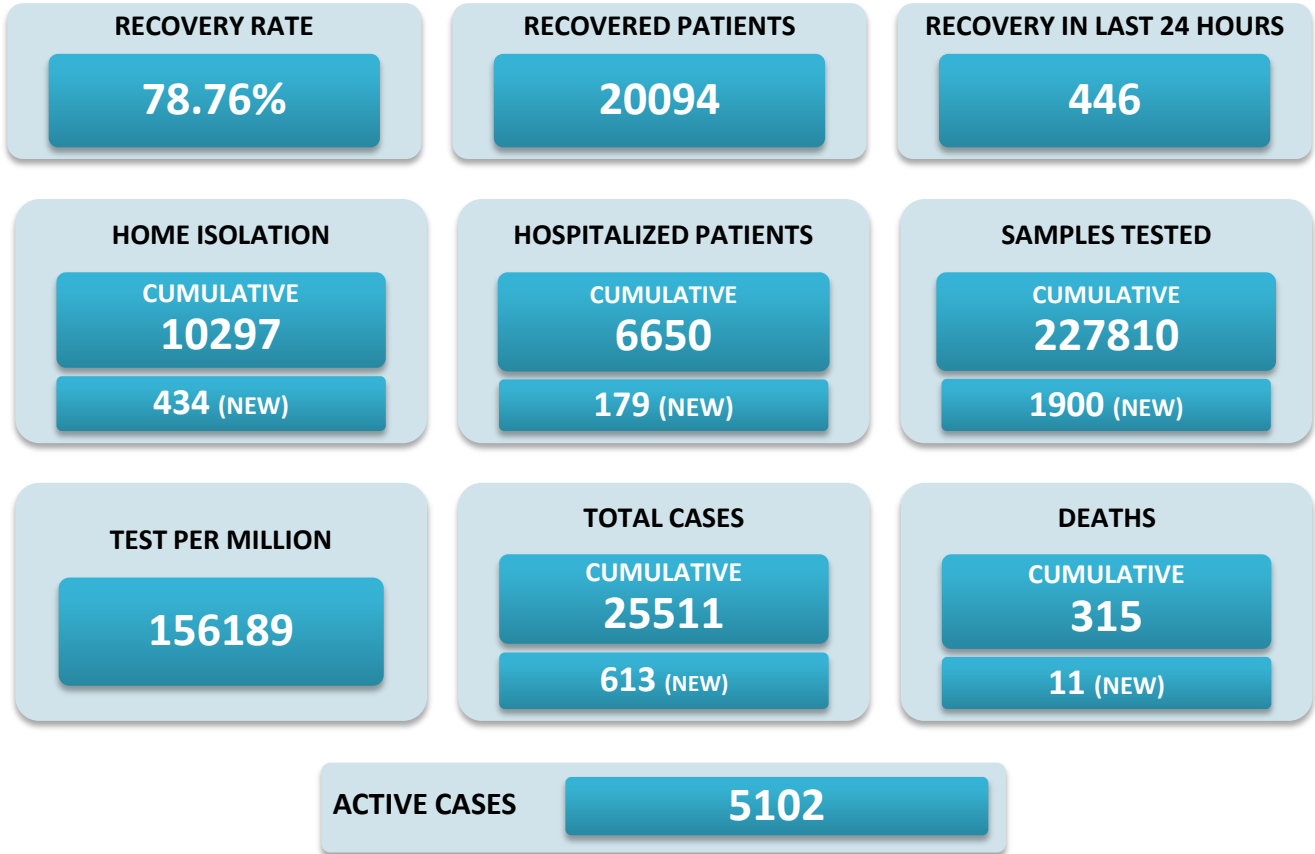 RECOVERY RATE
78.76%
RECOVERED PATIENTS
20094
RECOVERY IN LAST 24 HOURS
446
HOME ISOLATION
CUMULATIVE
10297
434 (NEW)
HOSPITALIZED PATIENTS
CUMULATIVE
6650
179 (NEW)
SAMPLES TESTED
CUMULATIVE
227810
1900 (NEW)
TEST PER MILLION
156189
TOTAL CASES
CUMULATIVE
25511
613 (NEW)
DEATHS
CUMULATIVE
315
11 (NEW)
ACTIVE CASES
5102